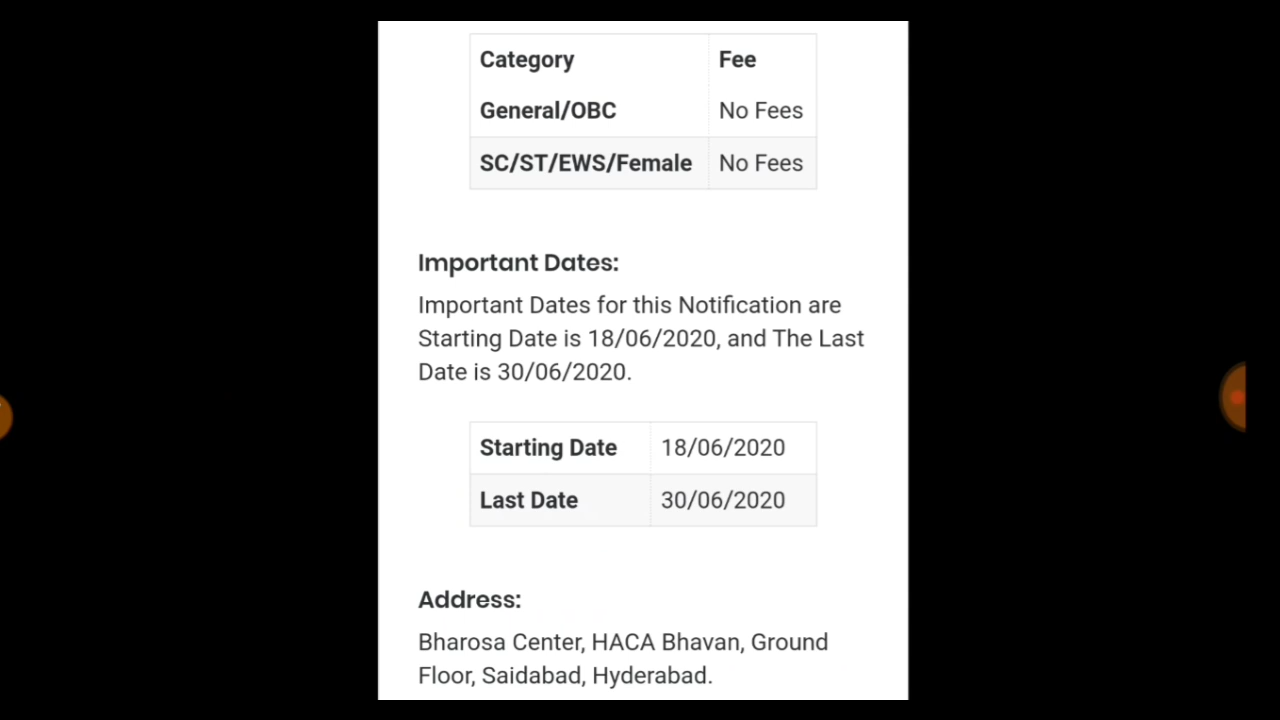 Category Fee
General/OBC No Fees
SC/ST/EWS/Female No Fees
Important Dates:
Important Dates for this Notification are
Starting Date is 18/06/2020, and The Last
Date is 30/06/2020.
Starting Date 18/06/2020
Last Date 30/06/2020
Address:
Bharosa Center, HACA Bhavan, Ground
Floor, Saidabad, Hyderabad.